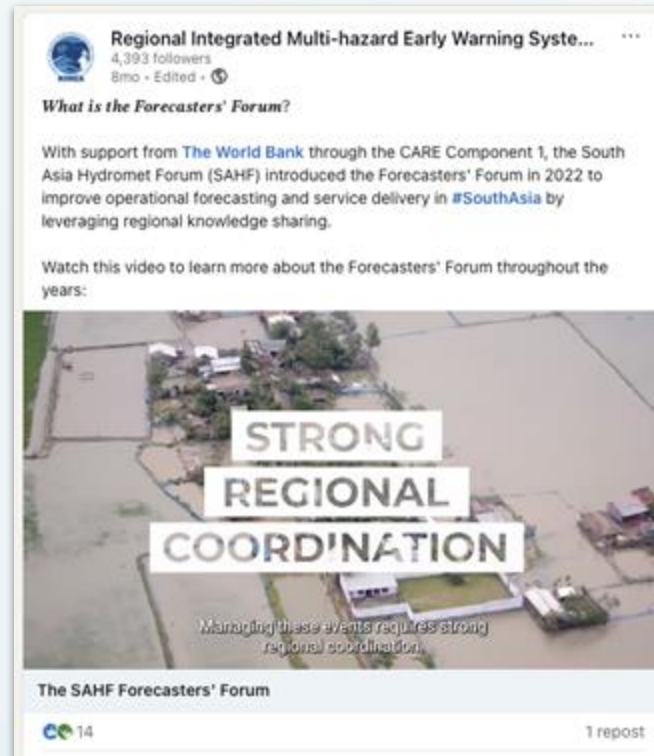 Regional Integrated Multi-hazard Early Warning Syste...
4,393 followers
8mo • Edited •
What is the Forecasters' Forum?
With support from The World Bank through the CARE Component 1, the South
Asia Hydromet Forum (SAHF) introduced the Forecasters' Forum in 2022 to
improve operational forecasting and service delivery in #SouthAsia by
leveraging regional knowledge sharing.
Watch this video to learn more about the Forecasters' Forum throughout the
years:
STRONG
REGIONAL
COORDINATION
Managing these events requires strong
regional coordination.
The SAHF Forecasters' Forum
14
1 repost